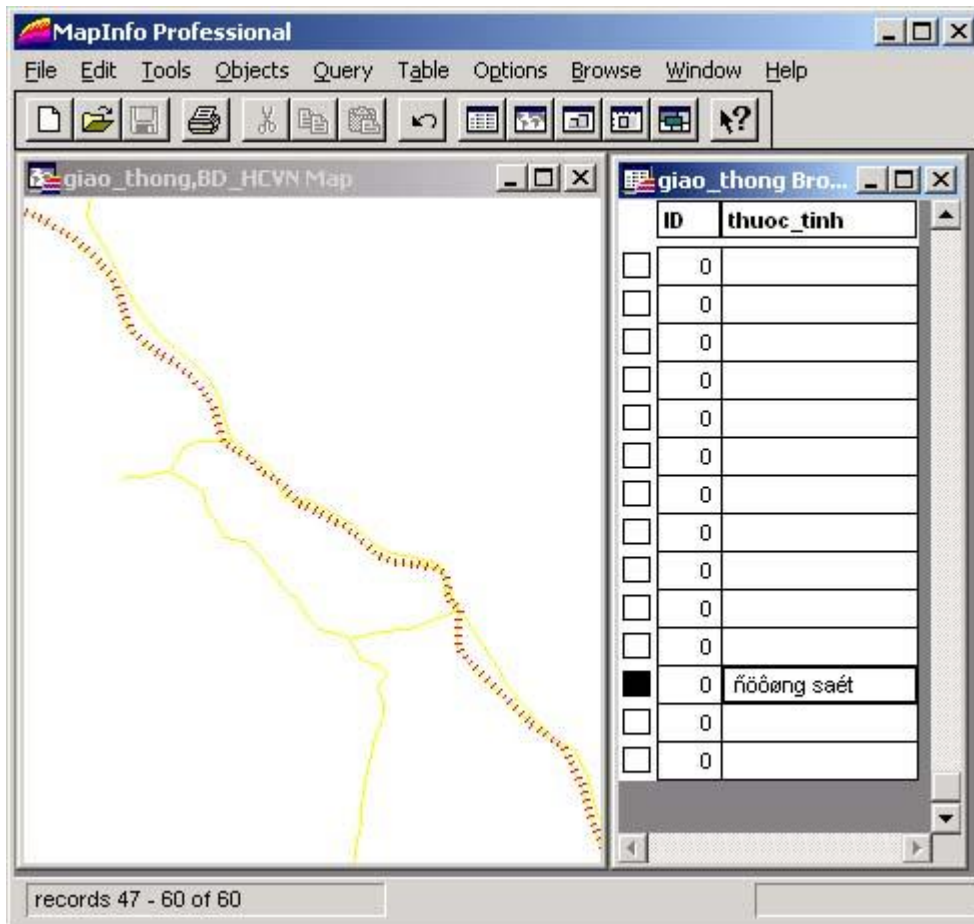 MapInfo Professional
File Edit Tools Objects Query Table Options Browse Window Help
giao_thong,BD_HCVN Map
giao_thong Bro...
ID thuoc_tinh
0
0
0
0
0
0
0
0
0
0
0
0 ñöôøng saét
0
0
records 47 - 60 of 60